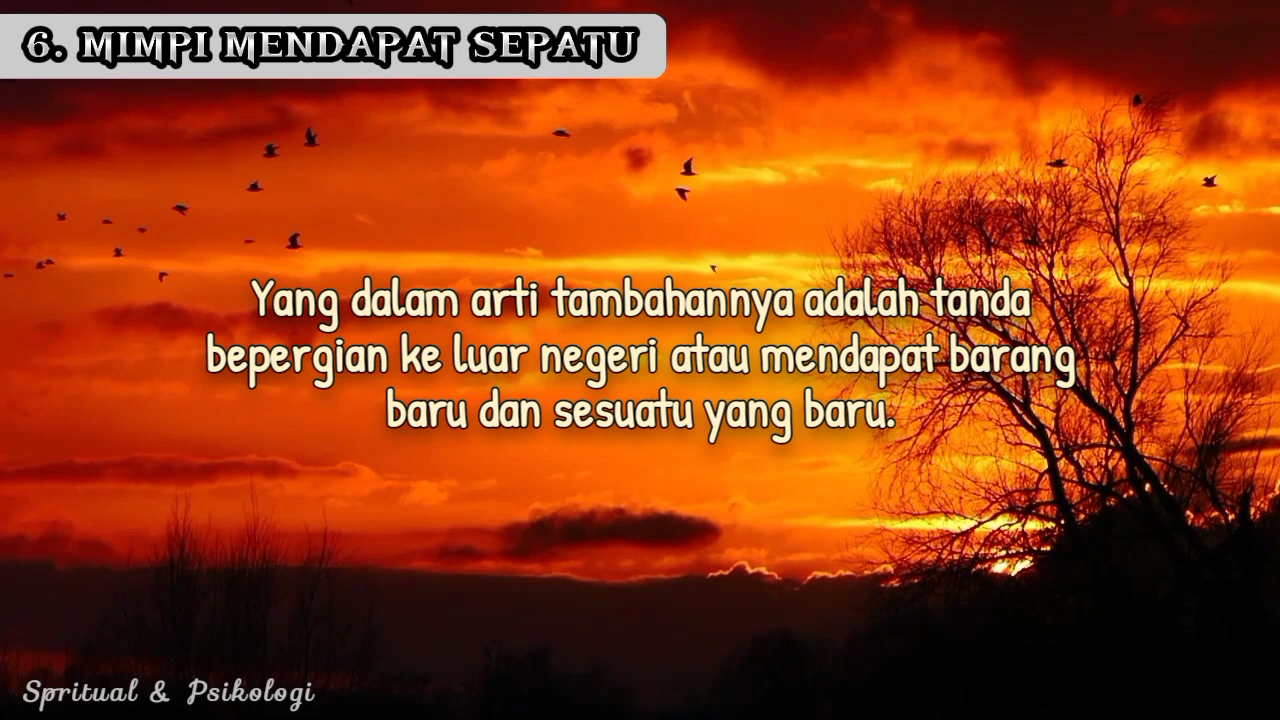 6. MIMPI MENDAPAT SEPATU
Yang dalam arti tambahannya adalah tanda
bepergian ke luar negeri atau mendapat barang
baru dan sesuatu yang baru.
Spritual & Psikologi